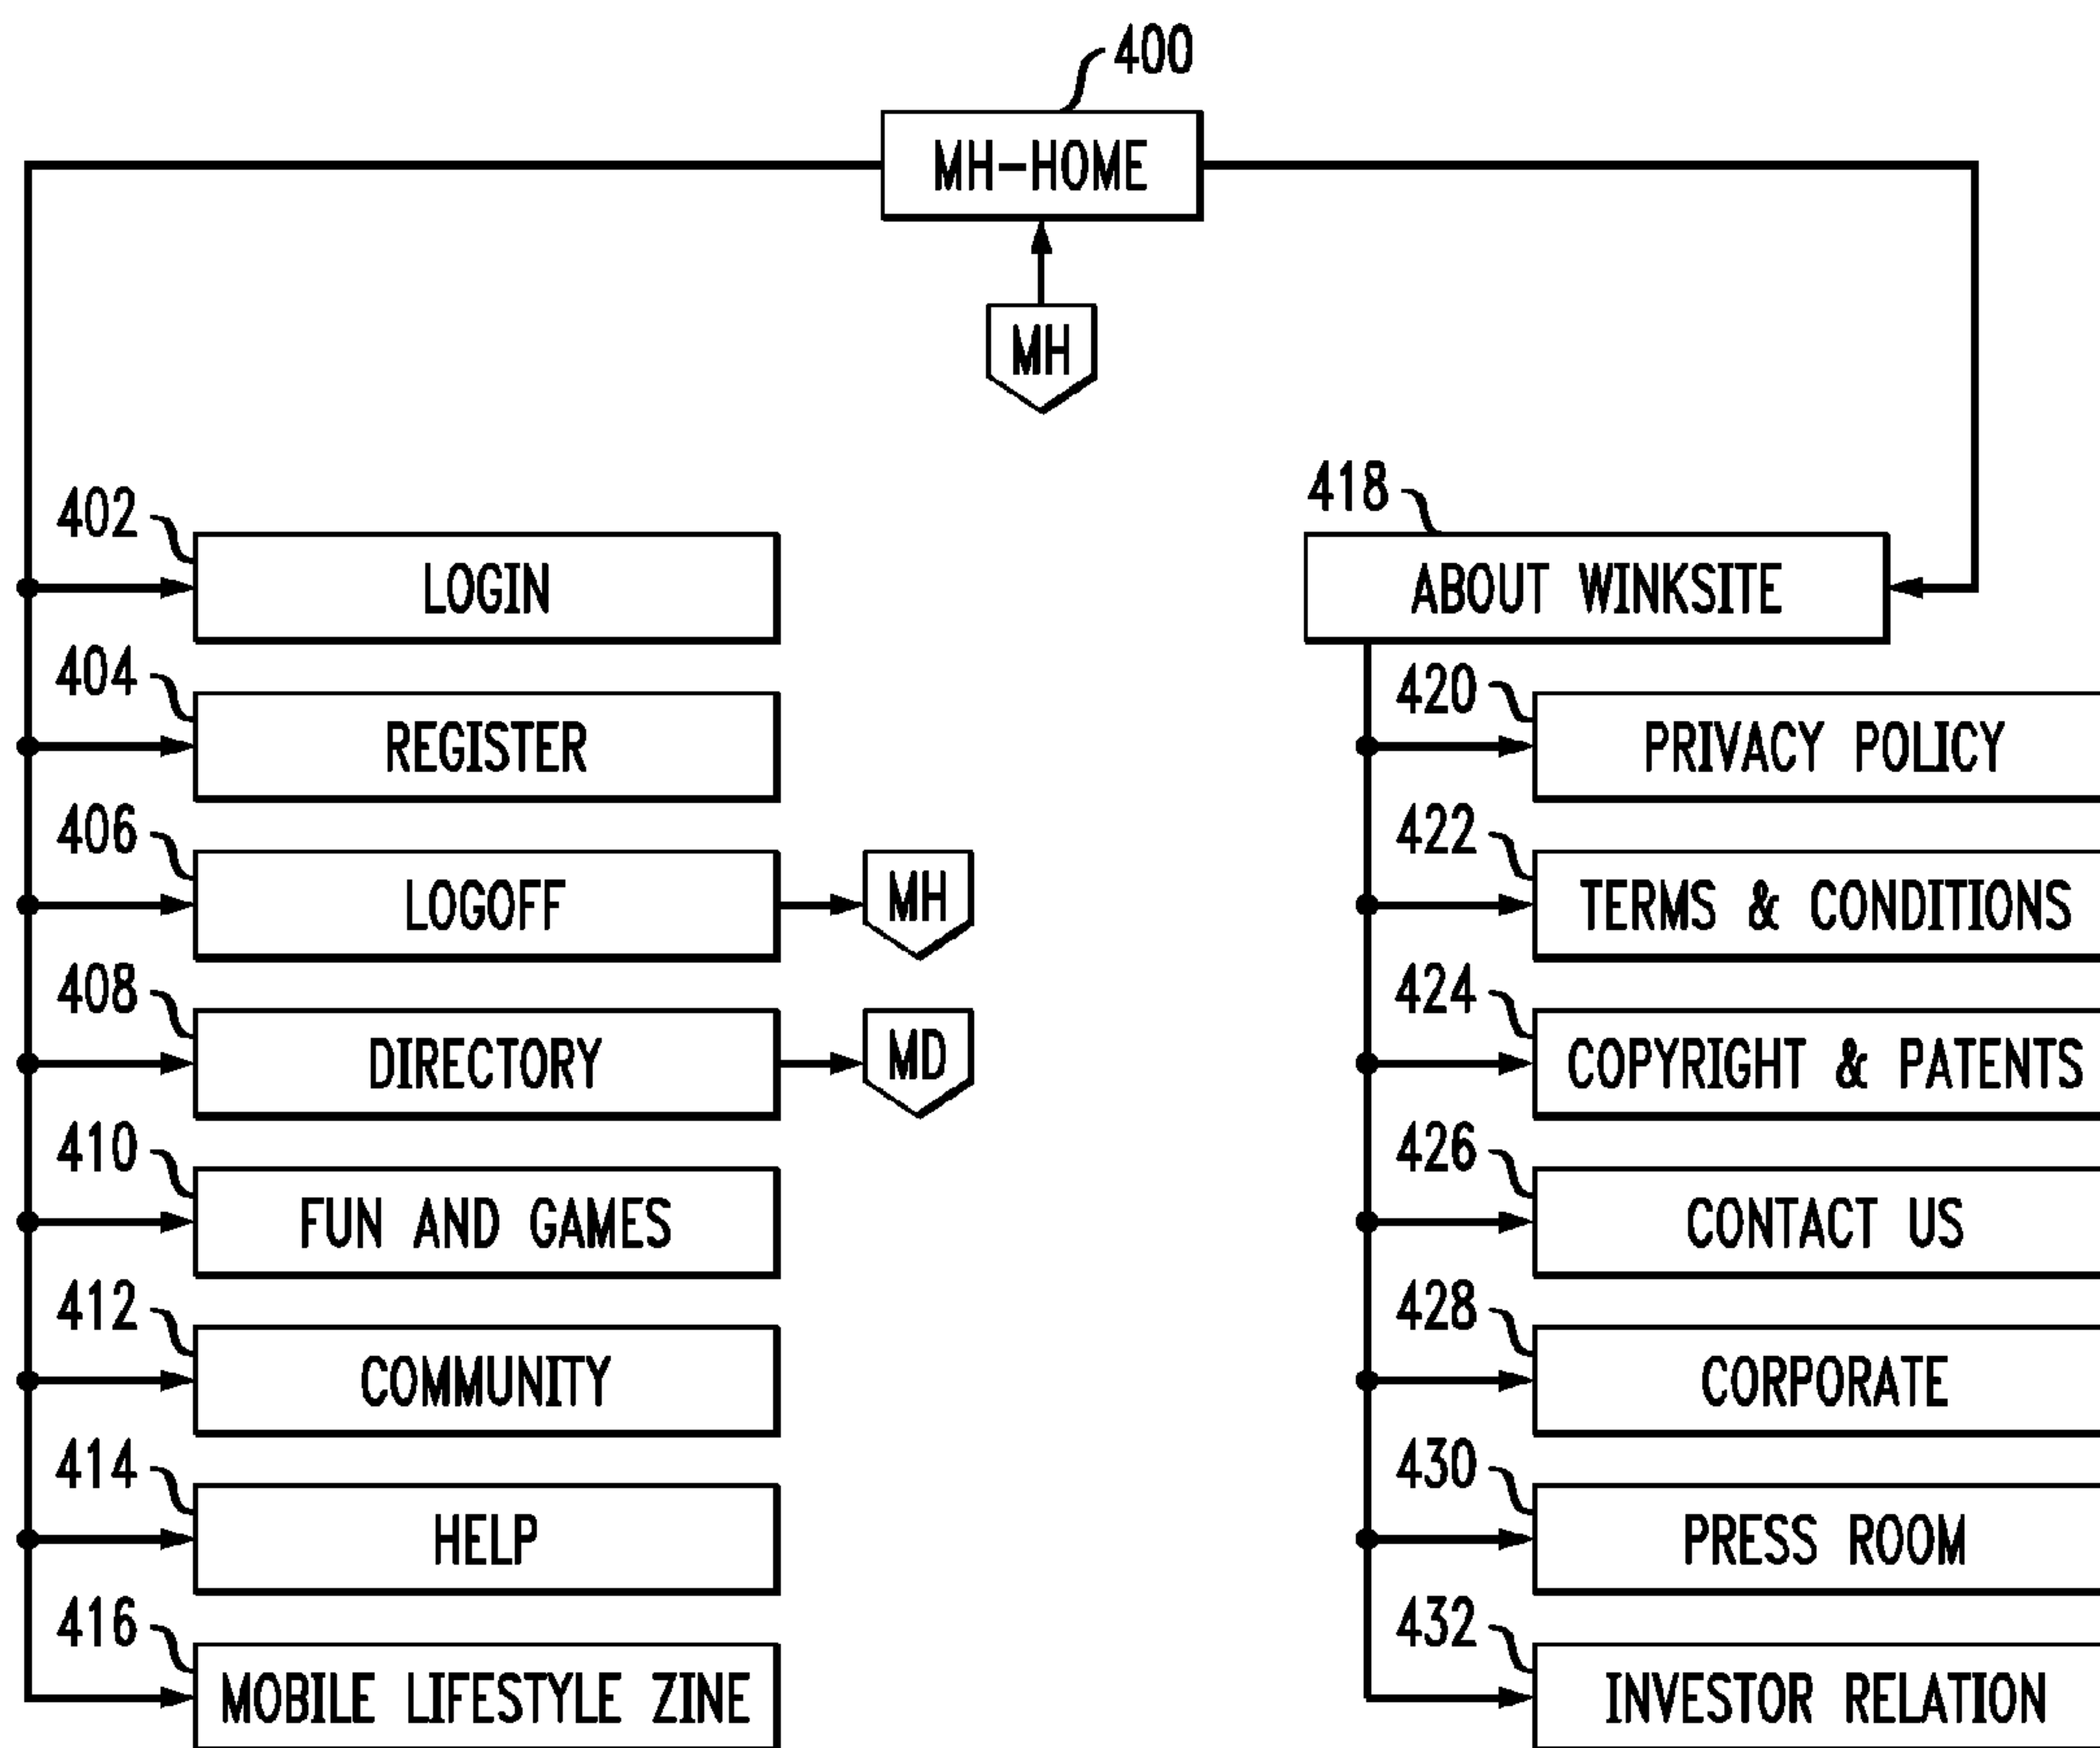 400
MH-HOME
MH
402
LOGIN
404
REGISTER
406
LOGOFF
MH
408
DIRECTORY
MD
410
FUN AND GAMES
412
COMMUNITY
414
HELP
416
MOBILE LIFESTYLE ZINE
418
ABOUT WINKSITE
420
PRIVACY POLICY
422
TERMS & CONDITIONS
424
COPYRIGHT & PATENTS
426
CONTACT US
428
CORPORATE
430
PRESS ROOM
432
INVESTOR RELATION